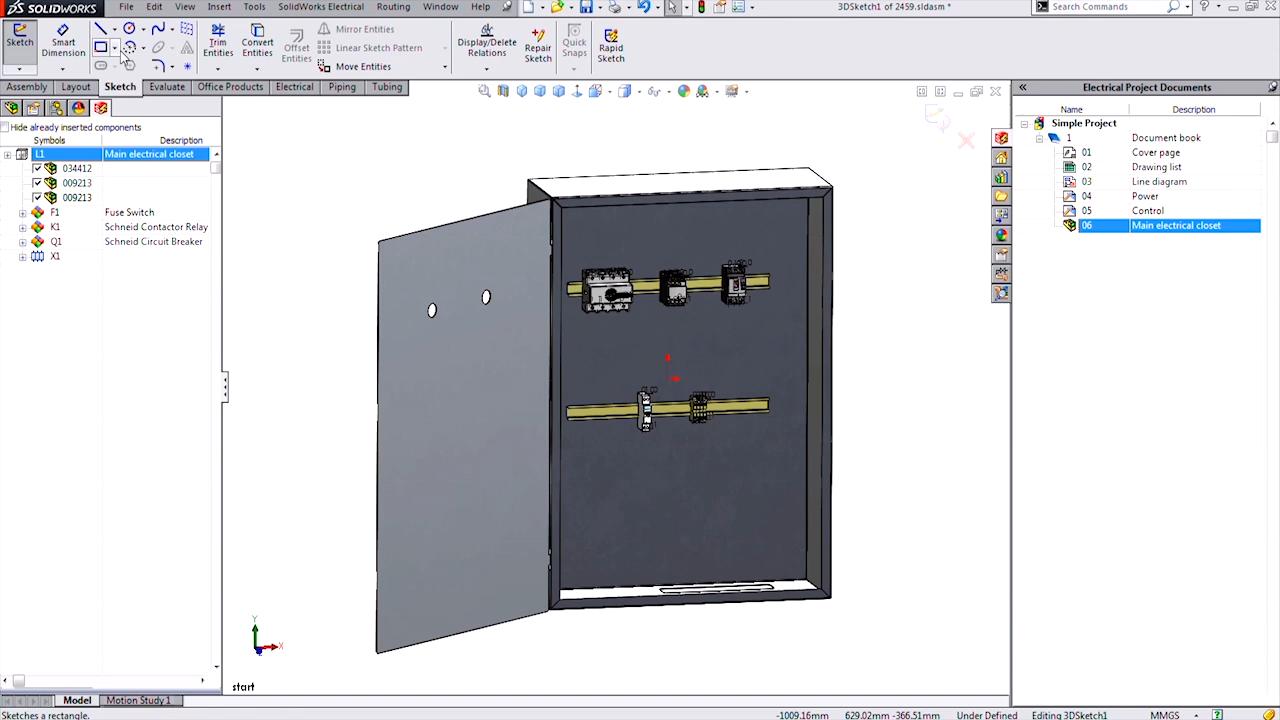 SOLIDWORKS File Edit View Insert Tools SolidWorks Electrical Routing Window Help 3DSketch1 of 2459.sldasm * Search Commands
Sketch Smart Dimension Trim Entities Convert Entities Offset Entities Mirror Entities Display/Delete Relations Repair Sketch Quick Snaps Rapid Sketch
Linear Sketch Pattern
Move Entities
Assembly Layout Sketch Evaluate Office Products Electrical Piping Tubing
Electrical Project Documents
Hide already inserted components
Symbols Description
Name Description
L1 Main electrical closet
034412
009213
009213
F1 Fuse Switch
K1 Schneid Contactor Relay
Q1 Schneid Circuit Breaker
X1
Simple Project
1 Document book
01 Cover page
02 Drawing list
03 Line diagram
04 Power
05 Control
06 Main electrical closet
Y
X
start
Model Motion Study 1
Sketches a rectangle. -1009.16mm 629.02mm -366.51mm Under Defined Editing 3DSketch1 MMGS